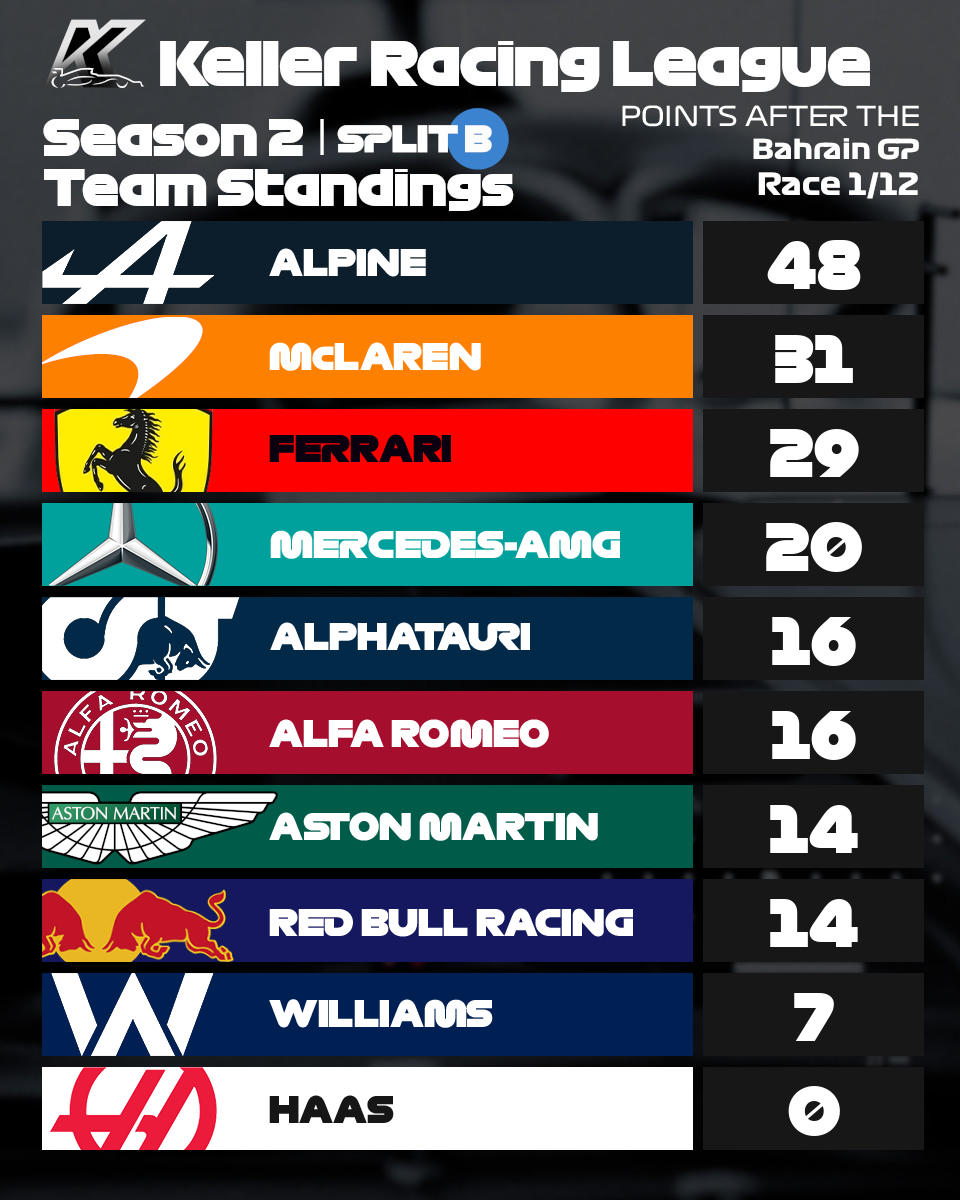 Keller Racing League
Season 2 | SPLIT B
Team Standings
POINTS AFTER THE
Bahrain GP
Race 1/12
ALPINE 48
McLAREN 31
FERRARI 29
MERCEDES-AMG 20
ALPHATAURI 16
ALFA ROMEO
ALFA ROMEO 16
ASTON MARTIN
ASTON MARTIN 14
RED BULL RACING 14
WILLIAMS 7
HAAS 0